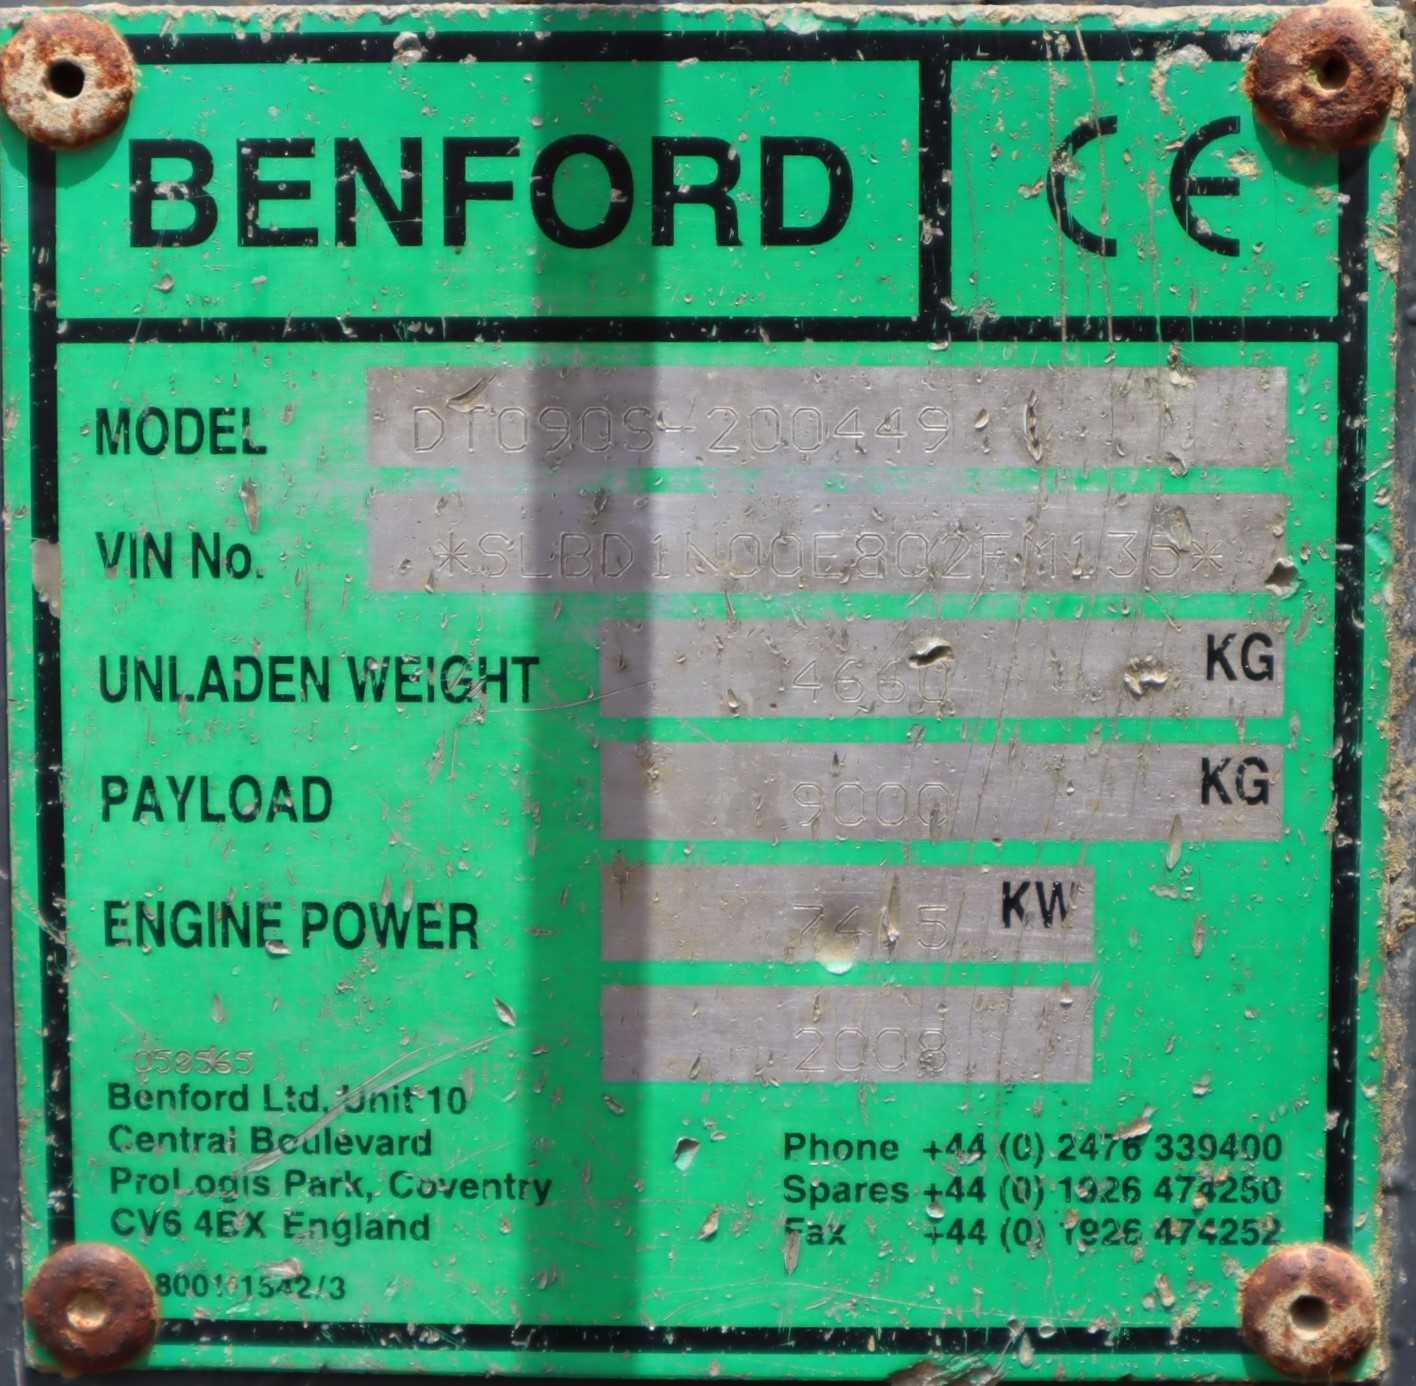 BENFORD CE
MODEL DT090S-200449
VIN No. *SLBD1N00E802FM135*
UNLADEN WEIGHT 4660 KG
PAYLOAD 9000 KG
ENGINE POWER 74.5 KW
2008
050565
Benford Ltd. Unit 10
Central Boulevard
ProLogis Park, Coventry
CV6 4BX England
Phone +44 (0) 2476 339400
Spares +44 (0) 1926 474250
Fax +44 (0) 1926 474252